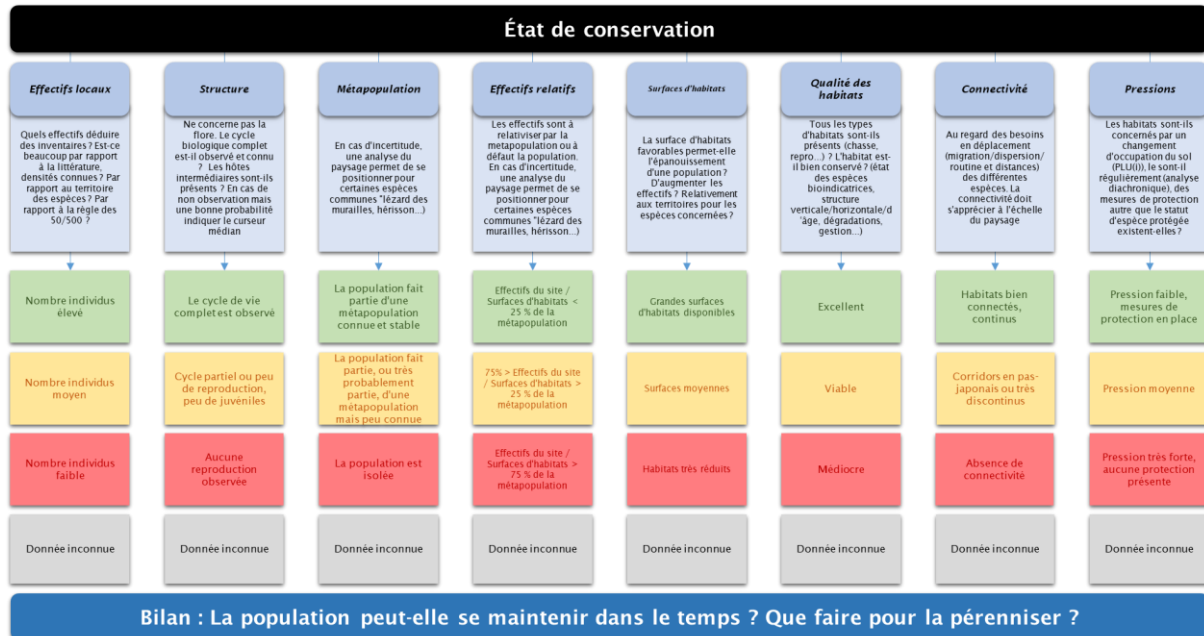 État de conservation
Effectifs locaux
Quels effectifs déduire
des inventaires ? Est-ce
beaucoup par rapport
à la littérature,
densités connues ? Par
rapport au territoire
des espèces ? Par
rapport à la règle des
50/500 ?
Nombre individus
élevé
Nombre individus
moyen
Nombre individus
faible
Donnée inconnue
Structure
Ne concerne pas la
flore. Le cycle
biologique complet
est-il observé et connu
? Les hôtes
intermédiaires sont-ils
présents ? En cas de
non observation mais
une bonne probabilité
indiquer le curseur
médian
Le cycle de vie
complet est observé
Cycle partiel ou peu
de reproduction,
peu de juvéniles
Aucune
reproduction
observée
Donnée inconnue
Métapopulation
En cas d'incertitude,
une analyse du
paysage permet de se
positionner pour
certaines espèces
communes "lézard des
murailles, hérisson...)
La population fait
partie d'une
métapopulation
connue et stable
La population fait
partie, ou très
probablement
partie, d'une
métapopulation
mais peu connue
La population est
isolée
Donnée inconnue
Effectifs relatifs
Les effectifs sont à
relativiser par la
metapopulation ou à
défaut la population.
En cas d'incertitude,
une analyse du
paysage permet de se
positionner pour
certaines espèces
communes "lézard des
murailles, hérisson...)
Effectifs du site /
Surfaces d'habitats <
25 % de la
métapopulation
75% > Effectifs du site
/ Surfaces d'habitats >
25 % de la
métapopulation
Effectifs du site /
Surfaces d'habitats >
75 % de la
métapopulation
Donnée inconnue
Surfaces d'habitats
La surface d'habitats
favorables permet-elle
l'épanouissement
d'une population ?
D'augmenter les
effectifs ? Relativement
aux territoires pour
les espèces concernées ?
Grandes surfaces
d'habitats disponibles
Surfaces moyennes
Habitats très réduits
Donnée inconnue
Qualité des
habitats
Tous les types
d'habitats sont-ils
présents (chasse,
repro...) ? L'habitat est-
il bien conservé ? (état
des espèces
bioindicatrices,
structure
verticale/horizontale/d
'âge, dégradations,
gestion...)
Excellent
Viable
Médiocre
Donnée inconnue
Connectivité
Au regard des besoins
en déplacement
(migration/dispersion/
routine et distances)
des différentes
espèces. La
connectivité doit
s'apprécier à l'échelle
du paysage
Habitats bien
connectés,
continus
Corridors en pas-
japonais ou très
discontinus
Absence de
connectivité
Donnée inconnue
Pressions
Les habitats sont-ils
concernés par un
changement
d'occupation du sol
(PLU(i)), le sont-il
régulièrement (analyse
diachronique), des
mesures de protection
autre que le statut
d'espèce protégée
existent-elles ?
Pression faible,
mesures de
protection en place
Pression moyenne
Pression très forte,
aucune protection
présente
Donnée inconnue
Bilan : La population peut-elle se maintenir dans le temps ? Que faire pour la pérenniser ?